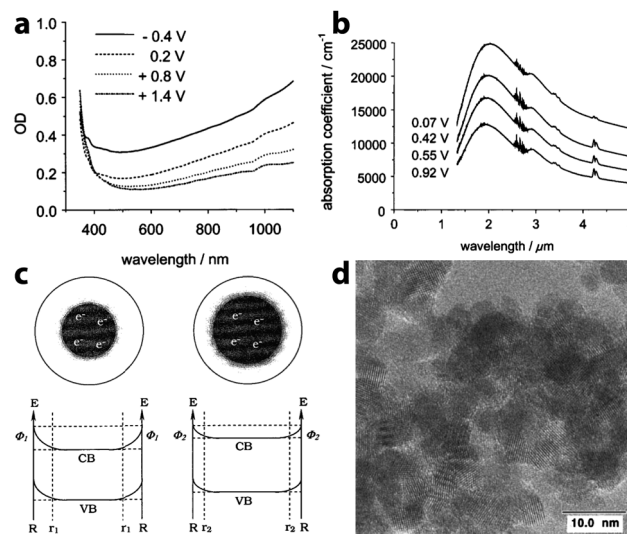 a
1.0
0.8
0.6
0.4
0.2
0.0
OD
- 0.4 V
0.2 V
+ 0.8 V
+ 1.4 V
400 600 800 1000
wavelength / nm
b
25000
20000
15000
10000
5000
0
absorption coefficient / cm⁻¹
0.07 V
0.42 V
0.55 V
0.92 V
0 1 2 3 4
wavelength / μm
c
e⁻ e⁻
e⁻ e⁻
e⁻ e⁻
e⁻ e⁻
E E E E
Φ₁ Φ₁ Φ₂ Φ₂
CB CB
VB VB
R r₁ r₁ R R r₂ r₂ R
d
10.0 nm